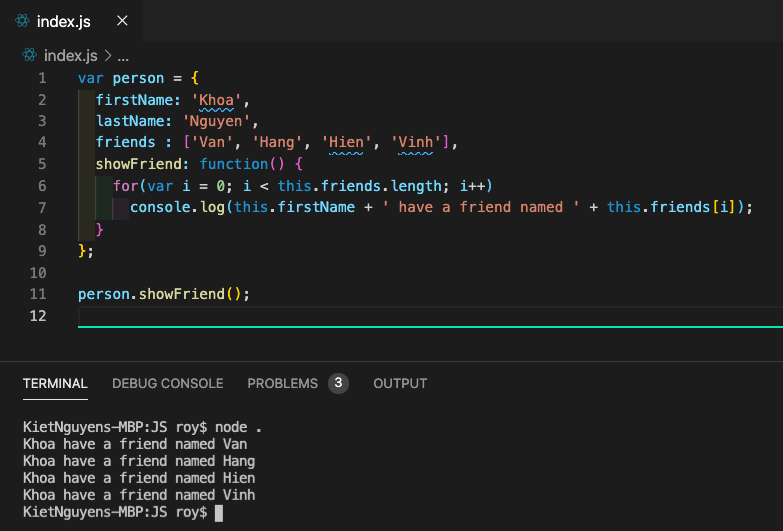 index.js
index.js > ...
1 var person = {
2 firstName: 'Khoa',
3 lastName: 'Nguyen',
4 friends : ['Van', 'Hang', 'Hien', 'Vinh'],
5 showFriend: function() {
6 for(var i = 0; i < this.friends.length; i++)
7 console.log(this.firstName + ' have a friend named ' + this.friends[i]);
8 }
9 };
10
11 person.showFriend();
12
TERMINAL DEBUG CONSOLE PROBLEMS 3 OUTPUT
KietNguyens-MBP:JS roy$ node .
Khoa have a friend named Van
Khoa have a friend named Hang
Khoa have a friend named Hien
Khoa have a friend named Vinh
KietNguyens-MBP:JS roy$